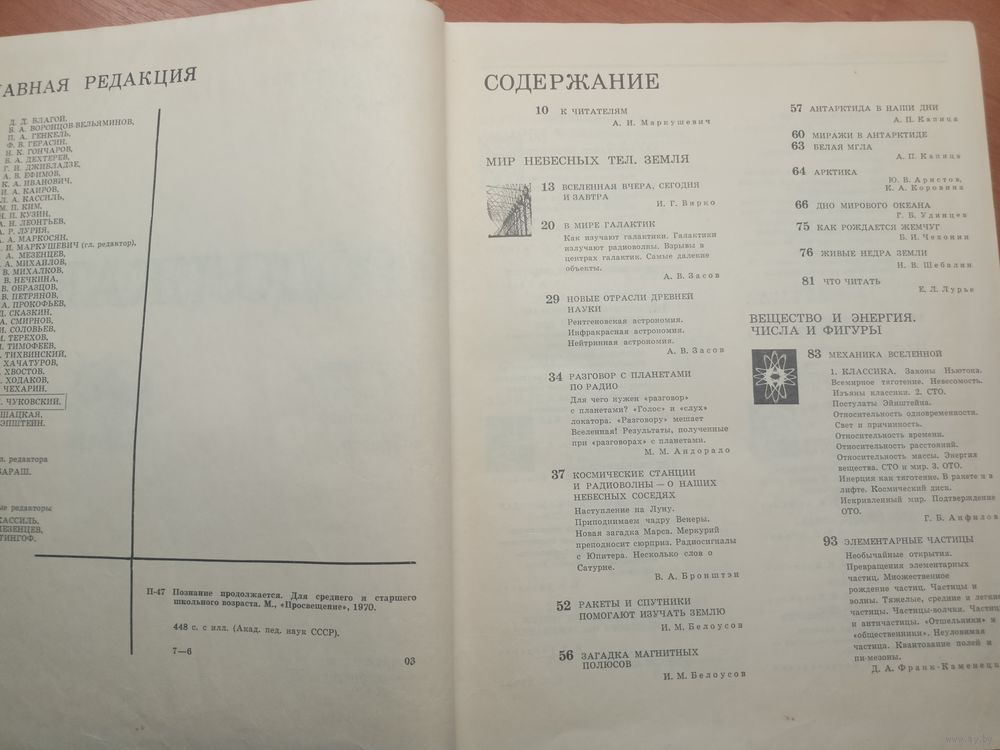 АВНАЯ РЕДАКЦИЯ
Д. Д. БЛАГОЙ,
Б. А. ВОРОНЦОВ-ВЕЛЬЯМИНОВ,
П. А. ГЕНКЕЛЬ,
Ф. В. ГЕРАСИН,
Н. К. ГОНЧАРОВ,
Б. А. ДЕХТЕРЕВ,
Г. Н. ДЖИБЛАДЗЕ,
А. В. ЕФИМОВ,
К. А. ИВАНОВИЧ,
И. А. КАИРОВ,
Л. А. КАССИЛЬ,
М. П. КИМ,
Н. П. КУЗИН,
А. Н. ЛЕОНТЬЕВ,
А. Р. ЛУРИЯ,
А. А. МАРКОСЯН,
И. МАРКУШЕВИЧ (гл. редактор),
А. МЕЗЕНЦЕВ,
А. МИХАЙЛОВ,
В. МИХАЛКОВ,
В. НЕЧКИНА,
В. ОБРАЗЦОВ,
В. ПЕТРЯНОВ,
А. ПРОКОФЬЕВ,
Д. СКАЗКИН,
А. СМИРНОВ,
И. СОЛОВЬЕВ,
И. ТЕРЕХОВ,
И. ТИМОФЕЕВ,
ТИХВИНСКИЙ,
ХАЧАТУРОВ,
ХВОСТОВ,
ХОДАКОВ,
ЧЕХАРИН,
ЧУКОВСКИЙ,
ШАЦКАЯ,
ЭПШТЕЙН.
гл. редактора
БАРАШ.
ые редакторы
КАССИЛЬ,
МЕЗЕНЦЕВ,
ТИНГОФ.
П-47 Познание продолжается. Для среднего и старшего
школьного возраста. М., «Просвещение», 1970.
448 с. с илл. (Акад. пед. наук СССР).
7—6
03
СОДЕРЖАНИЕ
10 К ЧИТАТЕЛЯМ
А. И. Маркушевич
МИР НЕБЕСНЫХ ТЕЛ. ЗЕМЛЯ
13 ВСЕЛЕННАЯ ВЧЕРА, СЕГОДНЯ
И ЗАВТРА
И. Г. Вирко
20 В МИРЕ ГАЛАКТИК
Как изучают галактики. Галактики
излучают радиоволны. Взрывы в
центрах галактик. Самые далекие
объекты.
А. В. Засов
29 НОВЫЕ ОТРАСЛИ ДРЕВНЕЙ
НАУКИ
Рентгеновская астрономия.
Инфракрасная астрономия.
Нейтринная астрономия.
А. В. Засов
34 РАЗГОВОР С ПЛАНЕТАМИ
ПО РАДИО
Для чего нужен «разговор»
с планетами? «Голос» и «слух»
локатора. «Разговору» мешает
Вселенная! Результаты, полученные
при «разговорах» с планетами.
М. М. Андорало
37 КОСМИЧЕСКИЕ СТАНЦИИ
И РАДИОВОЛНЫ — О НАШИХ
НЕБЕСНЫХ СОСЕДЯХ
Наступление на Луну.
Приподнимаем чадру Венеры.
Новая загадка Марса. Меркурий
преподносит сюрприз. Радиосигналы
с Юпитера. Несколько слов о
Сатурне.
В. А. Бронштэн
52 РАКЕТЫ И СПУТНИКИ
ПОМОГАЮТ ИЗУЧАТЬ ЗЕМЛЮ
И. М. Белоусов
56 ЗАГАДКА МАГНИТНЫХ
ПОЛЮСОВ
И. М. Белоусов
57 АНТАРКТИДА В НАШИ ДНИ
А. П. Капица
60 МИРАЖИ В АНТАРКТИДЕ
63 БЕЛАЯ МГЛА
А. П. Капица
64 АРКТИКА
Ю. В. Аристов,
К. А. Коровина
66 ДНО МИРОВОГО ОКЕАНА
Г. Б. Удинцев
75 КАК РОЖДАЕТСЯ ЖЕМЧУГ
Б. И. Чехонин
76 ЖИВЫЕ НЕДРА ЗЕМЛИ
Н. В. Шебалин
81 ЧТО ЧИТАТЬ
Е. Л. Лурье
ВЕЩЕСТВО И ЭНЕРГИЯ.
ЧИСЛА И ФИГУРЫ
83 МЕХАНИКА ВСЕЛЕННОЙ
1. КЛАССИКА. Законы Ньютона.
Всемирное тяготение. Невесомость.
Изъяны классики. 2. СТО.
Постулаты Эйнштейна.
Относительность одновременности.
Свет и причинность.
Относительность времени.
Относительность расстояний.
Относительность массы. Энергия
вещества. СТО и мир. 3. ОТО.
Инерция как тяготение. В ракете и в
лифте. Космический диск.
Искривленный мир. Подтверждение
ОТО.
Г. Б. Анфилов
93 ЭЛЕМЕНТАРНЫЕ ЧАСТИЦЫ
Необычайные открытия.
Превращения элементарных
частиц. Множественное
рождение частиц. Частицы и
волны. Тяжелые, средние и легкие
частицы. Частицы-волчки. Частицы
и античастицы. «Отшельники» и
«общественники». Неуловимая
частица. Квантование полей и
пи-мезоны.
Д. А. Франк-Каменецк
www.ay.by